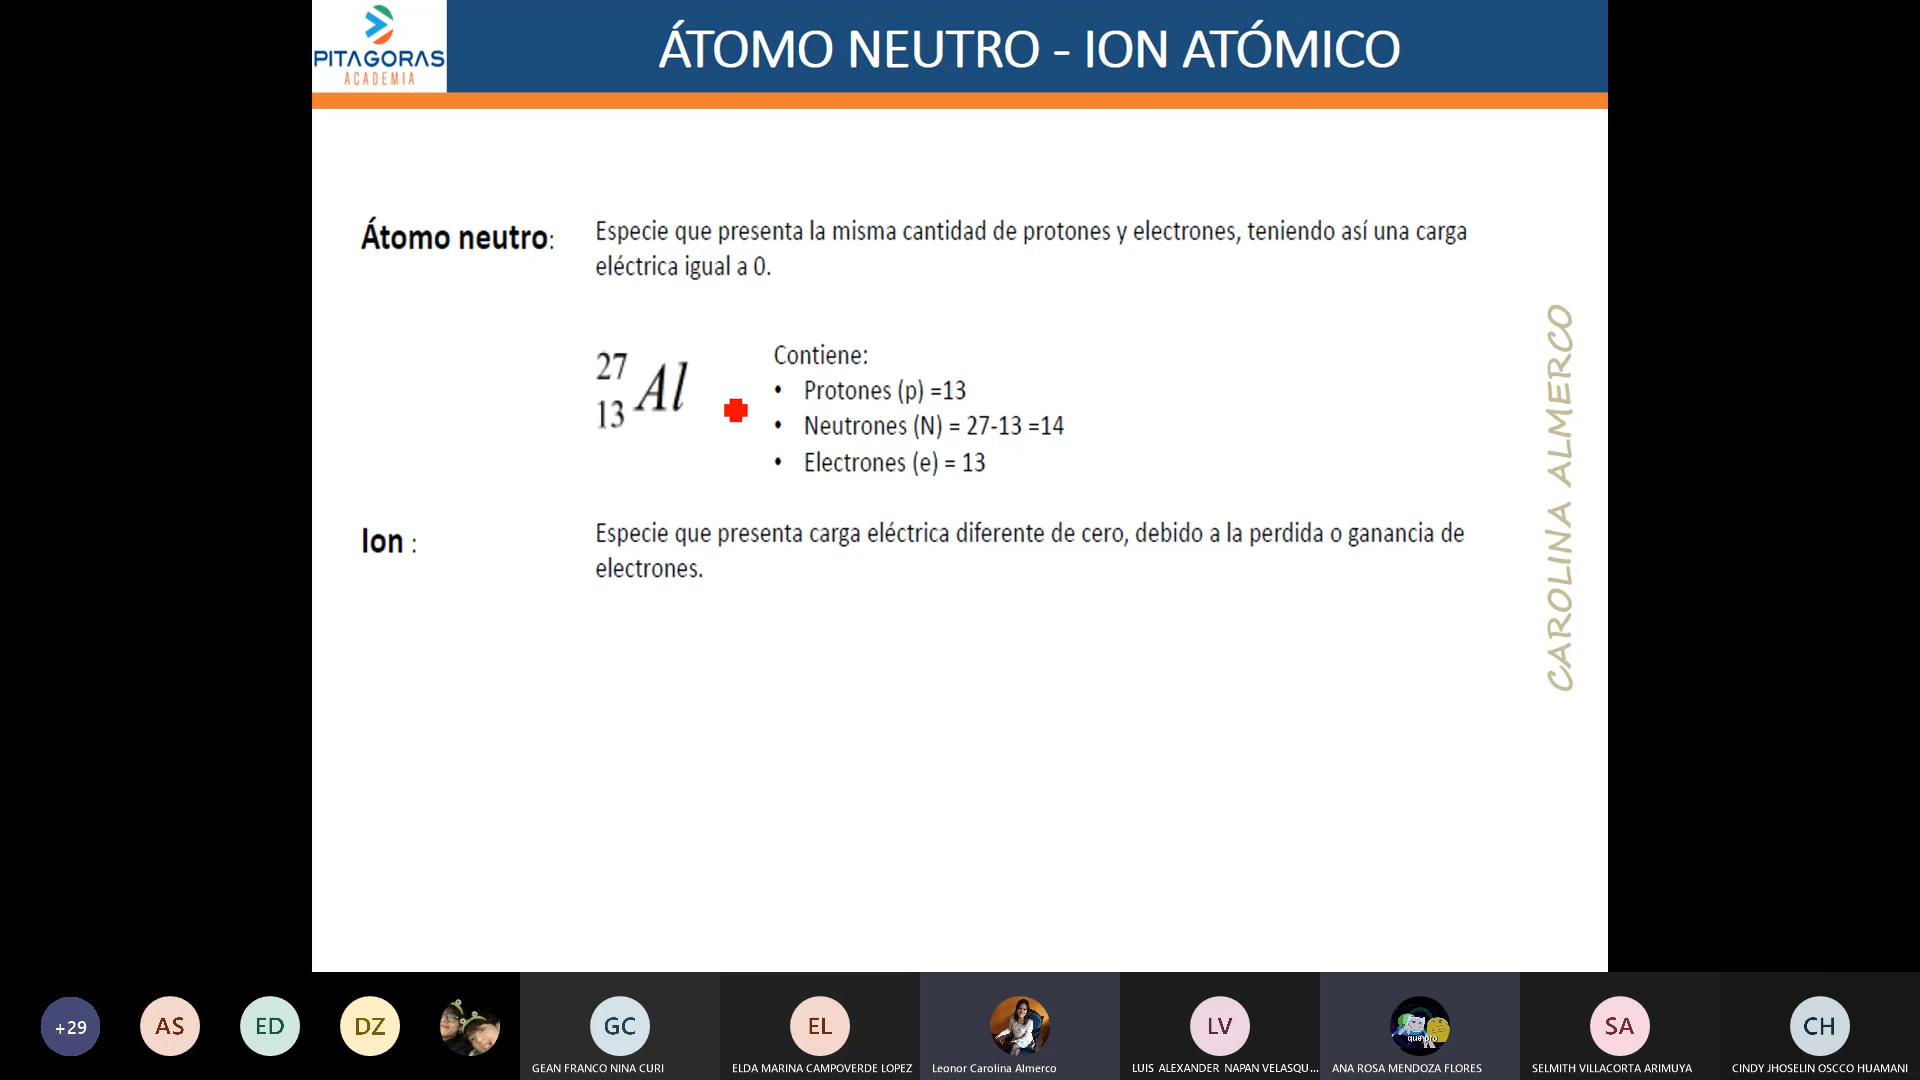 PITAGORAS
ACADEMIA
ÁTOMO NEUTRO - ION ATÓMICO
Átomo neutro:
Especie que presenta la misma cantidad de protones y electrones, teniendo así una carga
eléctrica igual a 0.
27
13
Al
Contiene:
• Protones (p) =13
• Neutrones (N) = 27-13 =14
• Electrones (e) = 13
Ion :
Especie que presenta carga eléctrica diferente de cero, debido a la perdida o ganancia de
electrones.
CAROLINA ALMERCO
+29
AS
ED
DZ
GC
GEAN FRANCO NINA CURI
EL
ELDA MARINA CAMPOVERDE LOPEZ
Leonor Carolina Almerco
LV
LUIS ALEXANDER NAPAN VELASQU...
que pro
ANA ROSA MENDOZA FLORES
SA
SELMITH VILLACORTA ARIMUYA
CH
CINDY JHOSELIN OSCCO HUAMANI